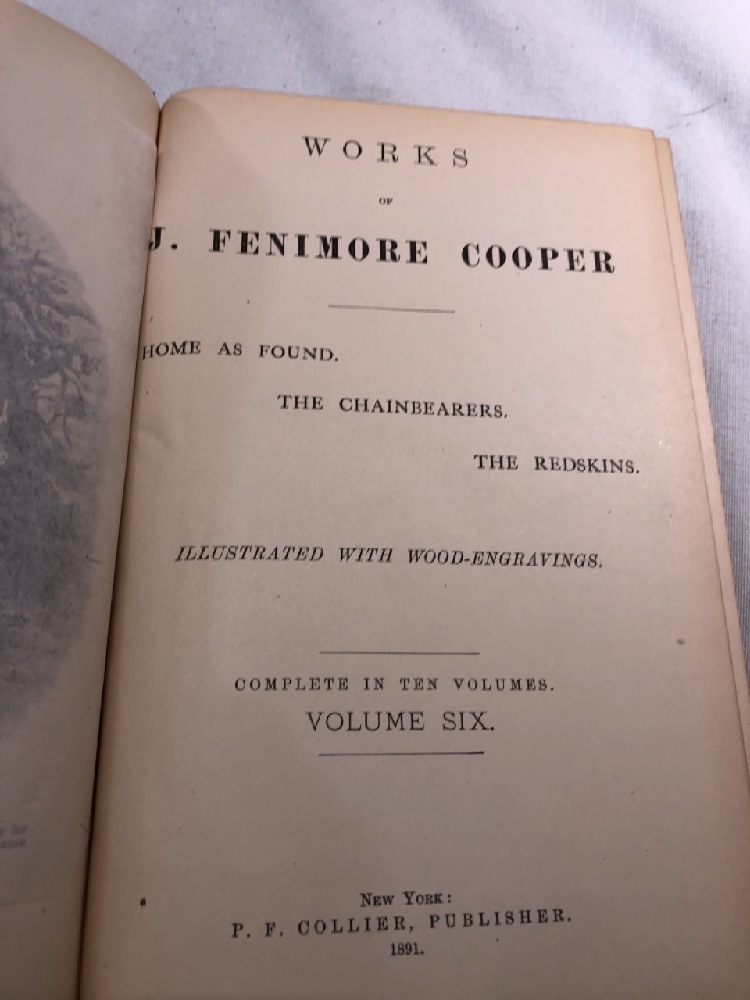 WORKS
OF
J. FENIMORE COOPER
HOME AS FOUND.
THE CHAINBEARERS.
THE REDSKINS.
ILLUSTRATED WITH WOOD-ENGRAVINGS.
COMPLETE IN TEN VOLUMES.
VOLUME SIX.
NEW YORK:
P. F. COLLIER, PUBLISHER.
1891.